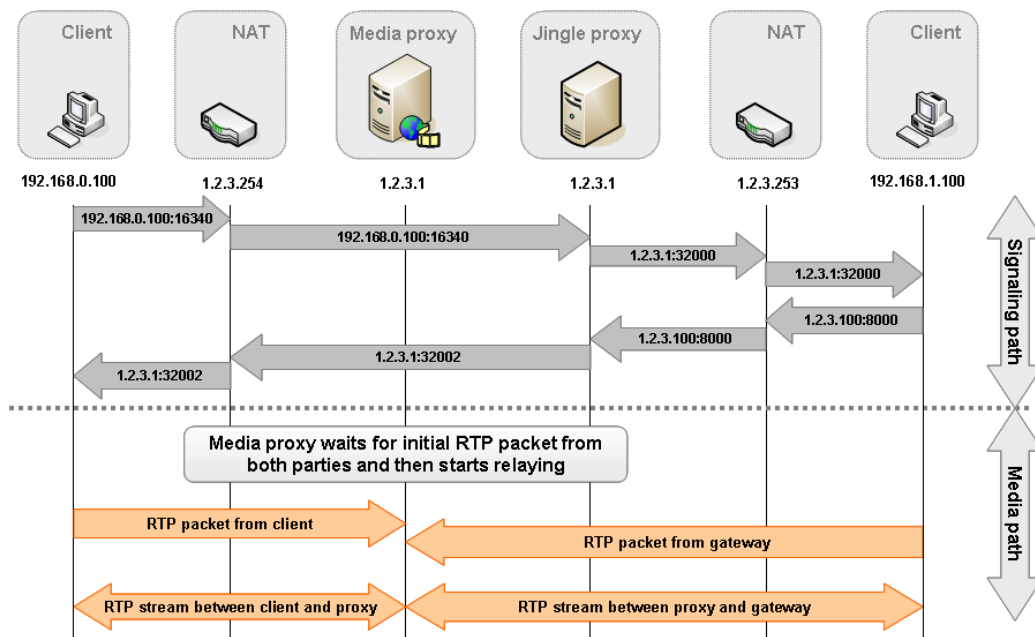 Client
NAT
Media proxy
Jingle proxy
NAT
Client
192.168.0.100
1.2.3.254
1.2.3.1
1.2.3.1
1.2.3.253
192.168.1.100
192.168.0.100:16340
192.168.0.100:16340
1.2.3.1:32000
1.2.3.1:32000
1.2.3.100:8000
1.2.3.100:8000
1.2.3.1:32002
1.2.3.1:32002
Signaling path
Media proxy waits for initial RTP packet from
both parties and then starts relaying
RTP packet from client
RTP packet from gateway
RTP stream between client and proxy
RTP stream between proxy and gateway
Media path